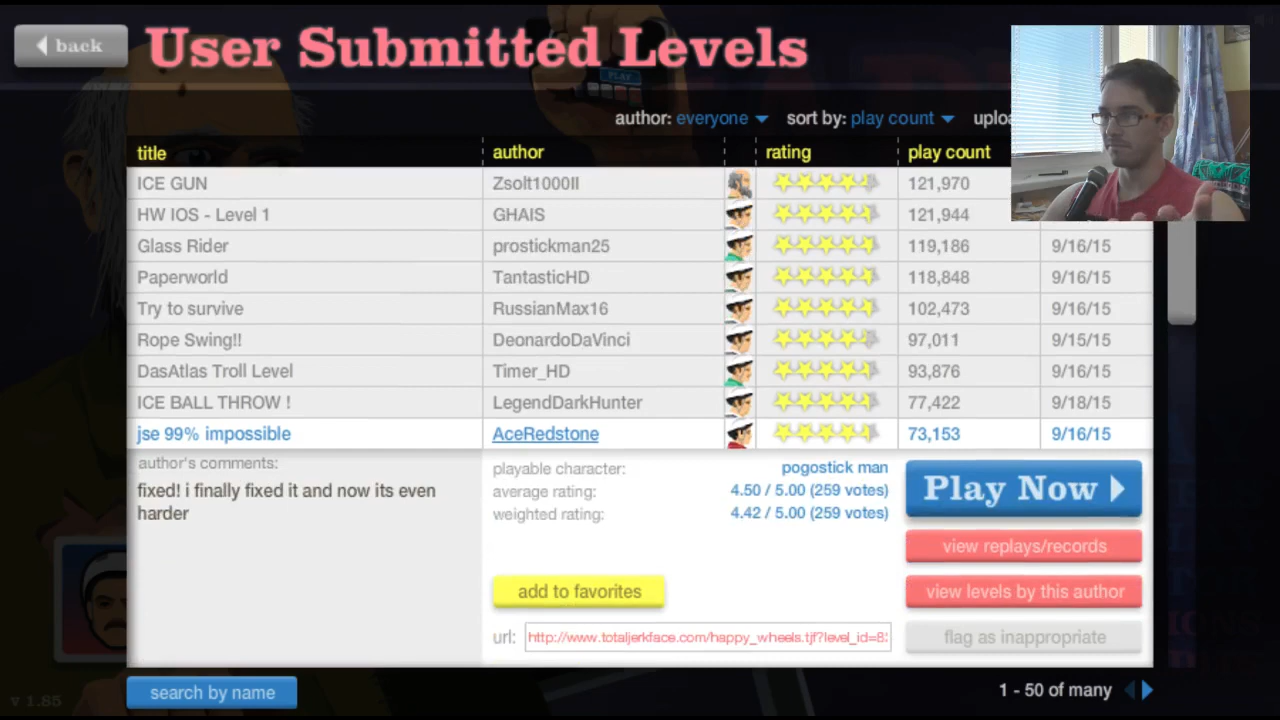 back
User Submitted Levels
PLAY
author: everyone sort by: play count
title author rating play count
ICE GUN Zsolt1000II 121,970
HW IOS - Level 1 GHAIS 121,944
Glass Rider prostickman25 119,186 9/16/15
Paperworld TantasticHD 118,848 9/16/15
Try to survive RussianMax16 102,473 9/16/15
Rope Swing!! DeonardoDaVinci 97,011 9/15/15
DasAtlas Troll Level Timer_HD 93,876 9/16/15
ICE BALL THROW ! LegendDarkHunter 77,422 9/18/15
jse 99% impossible AceRedstone 73,153 9/16/15
author's comments:
fixed! i finally fixed it and now its even
harder
playable character: pogostick man
average rating: 4.50 / 5.00 (259 votes)
weighted rating: 4.42 / 5.00 (259 votes)
add to favorites
url: http://www.totaljerkface.com/happy_wheels.tjf?level_id=8
Play Now
view replays/records
view levels by this author
flag as inappropriate
v 1.85
search by name
1 - 50 of many